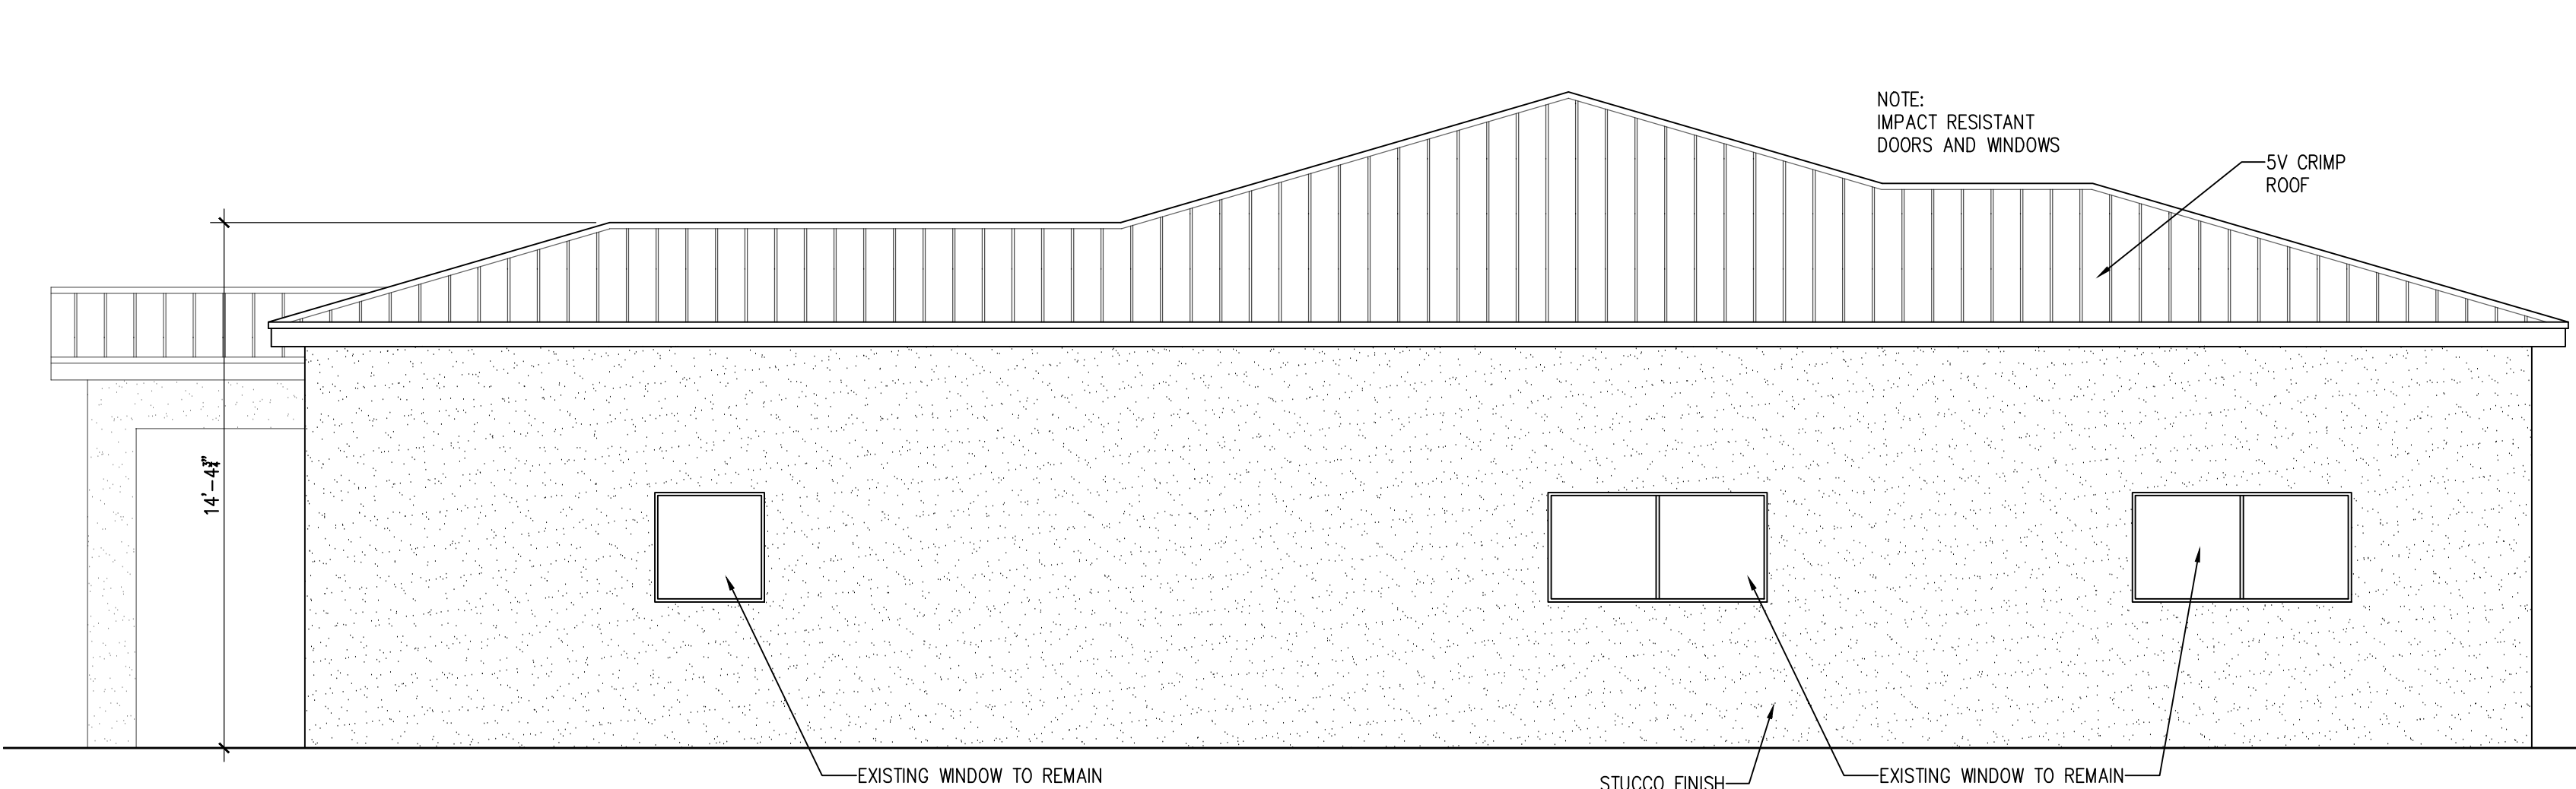 NOTE:
IMPACT RESISTANT
DOORS AND WINDOWS
5V CRIMP
ROOF
14'-4¾"
EXISTING WINDOW TO REMAIN
STUCCO FINISH
EXISTING WINDOW TO REMAIN